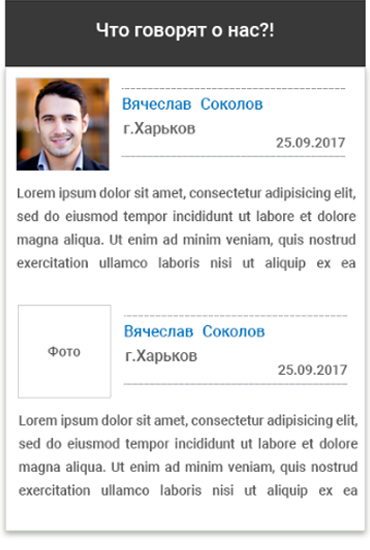 Что говорят о нас?!
Вячеслав Соколов
г.Харьков
25.09.2017
Lorem ipsum dolor sit amet, consectetur adipisicing elit,
sed do eiusmod tempor incididunt ut labore et dolore
magna aliqua. Ut enim ad minim veniam, quis nostrud
exercitation ullamco laboris nisi ut aliquip ex ea
Фото
Вячеслав Соколов
г.Харьков
25.09.2017
Lorem ipsum dolor sit amet, consectetur adipisicing elit,
sed do eiusmod tempor incididunt ut labore et dolore
magna aliqua. Ut enim ad minim veniam, quis nostrud
exercitation ullamco laboris nisi ut aliquip ex ea